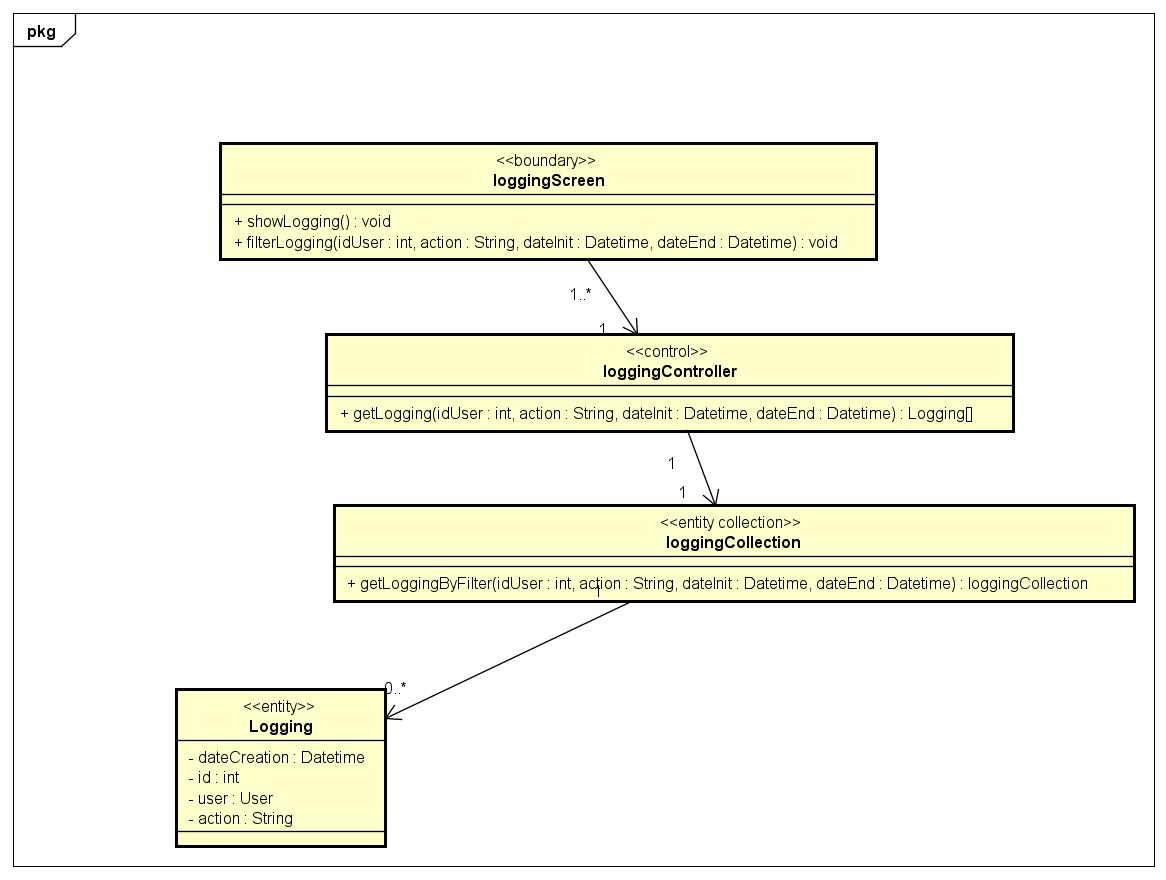 pkg
<<boundary>>
loggingScreen
+ showLogging() : void
+ filterLogging(idUser : int, action : String, dateInit : Datetime, dateEnd : Datetime) : void
1..*
1
<<control>>
loggingController
+ getLogging(idUser : int, action : String, dateInit : Datetime, dateEnd : Datetime) : Logging[]
1
1
<<entity collection>>
loggingCollection
+ getLoggingByFilter(idUser : int, action : String, dateInit : Datetime, dateEnd : Datetime) : loggingCollection
1
0..*
<<entity>>
Logging
- dateCreation : Datetime
- id : int
- user : User
- action : String